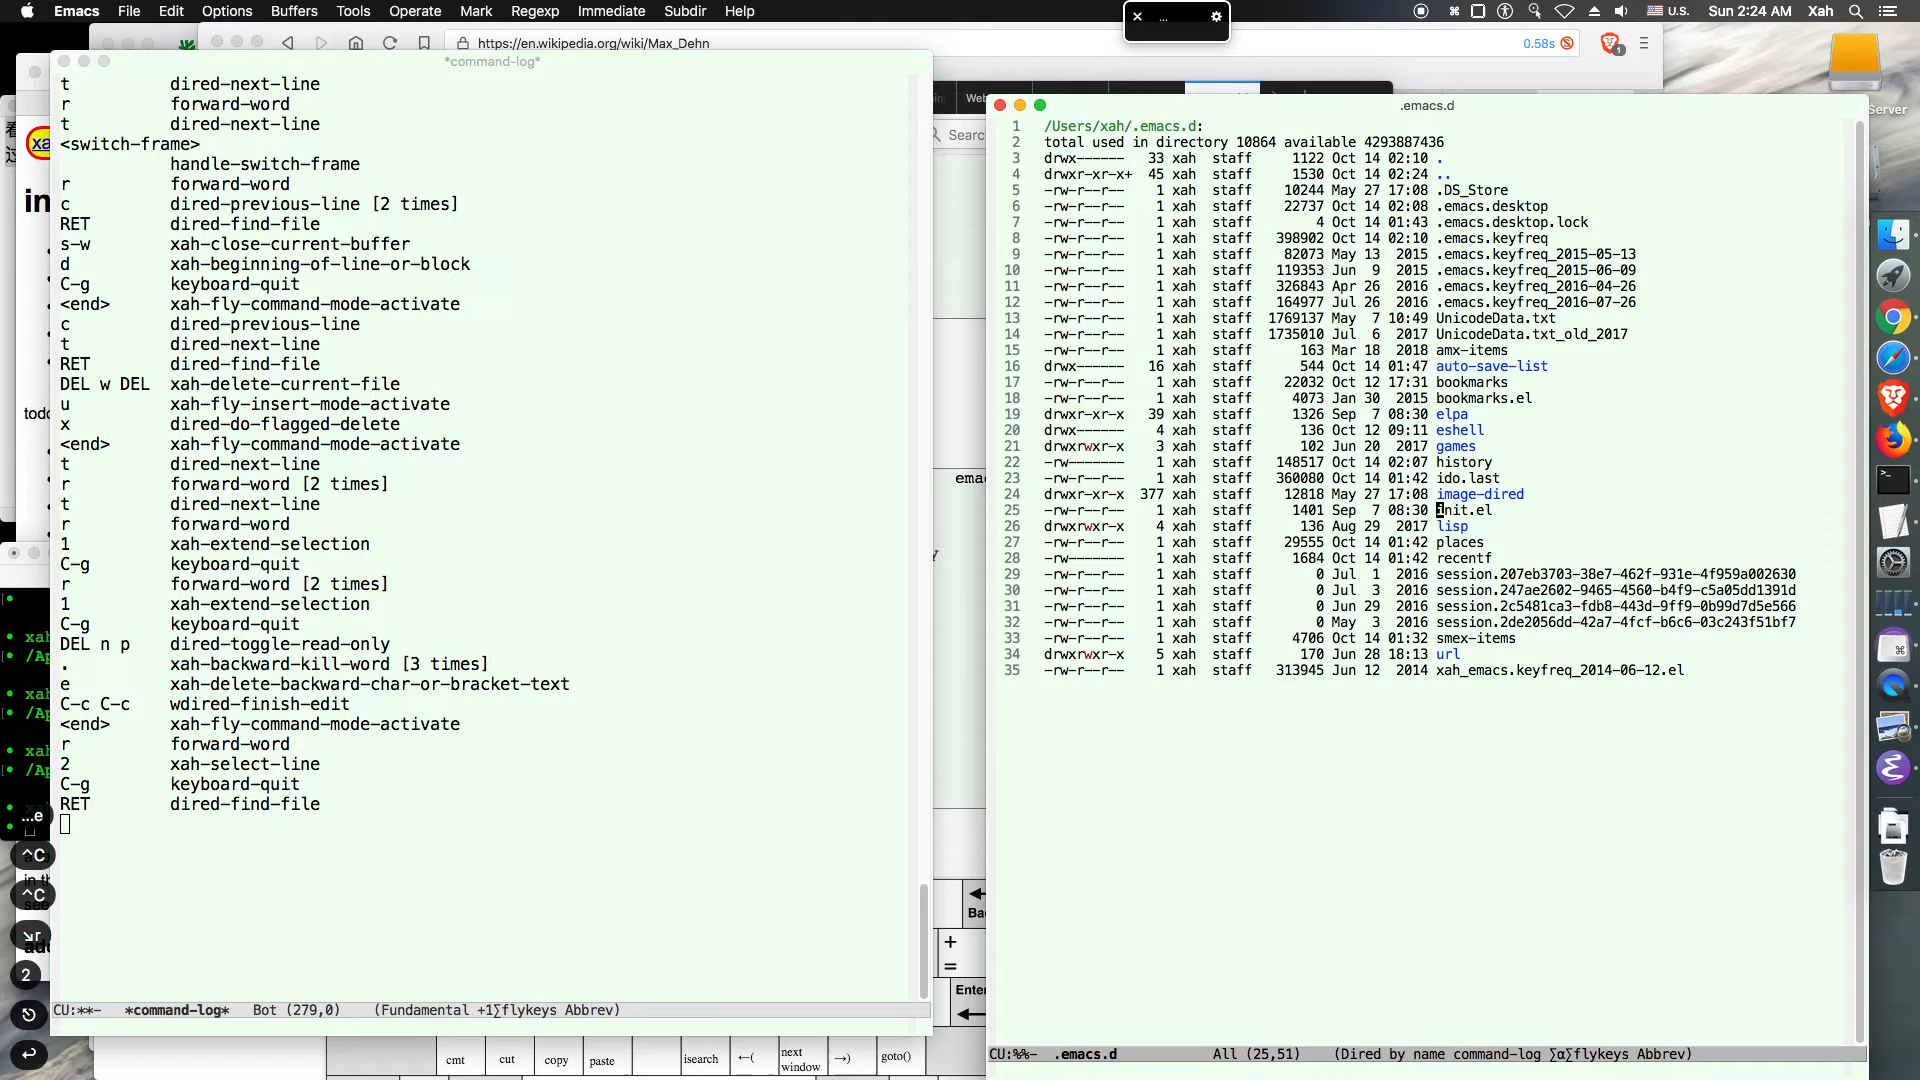 Emacs File Edit Options Buffers Tools Operate Mark Regexp Immediate Subdir Help
U.S. Sun 2:24 AM Xah
https://en.wikipedia.org/wiki/Max_Dehn
0.58s
1
*command-log*
t dired-next-line
r forward-word
t dired-next-line
<switch-frame>
handle-switch-frame
r forward-word
c dired-previous-line [2 times]
RET dired-find-file
s-w xah-close-current-buffer
d xah-beginning-of-line-or-block
C-g keyboard-quit
<end> xah-fly-command-mode-activate
c dired-previous-line
t dired-next-line
RET dired-find-file
DEL w DEL xah-delete-current-file
u xah-fly-insert-mode-activate
x dired-do-flagged-delete
<end> xah-fly-command-mode-activate
t dired-next-line
r forward-word [2 times]
t dired-next-line
r forward-word
1 xah-extend-selection
C-g keyboard-quit
r forward-word [2 times]
1 xah-extend-selection
C-g keyboard-quit
DEL n p dired-toggle-read-only
. xah-backward-kill-word [3 times]
e xah-delete-backward-char-or-bracket-text
C-c C-c wdired-finish-edit
<end> xah-fly-command-mode-activate
r forward-word
2 xah-select-line
C-g keyboard-quit
RET dired-find-file
CU:**- *command-log* Bot (279,0) (Fundamental +1∑flykeys Abbrev)
.emacs.d
1 /Users/xah/.emacs.d:
2 total used in directory 10864 available 4293887436
3 drwx------ 33 xah staff 1122 Oct 14 02:10 .
4 drwxr-xr-x+ 45 xah staff 1530 Oct 14 02:24 ..
5 -rw-r--r-- 1 xah staff 10244 May 27 17:08 .DS_Store
6 -rw-r--r-- 1 xah staff 22737 Oct 14 02:08 .emacs.desktop
7 -rw-r--r-- 1 xah staff 4 Oct 14 01:43 .emacs.desktop.lock
8 -rw-r--r-- 1 xah staff 398902 Oct 14 02:10 .emacs.keyfreq
9 -rw-r--r-- 1 xah staff 82073 May 13 2015 .emacs.keyfreq_2015-05-13
10 -rw-r--r-- 1 xah staff 119353 Jun 9 2015 .emacs.keyfreq_2015-06-09
11 -rw-r--r-- 1 xah staff 326843 Apr 26 2016 .emacs.keyfreq_2016-04-26
12 -rw-r--r-- 1 xah staff 164977 Jul 26 2016 .emacs.keyfreq_2016-07-26
13 -rw-r--r-- 1 xah staff 1769137 May 7 10:49 UnicodeData.txt
14 -rw-r--r-- 1 xah staff 1735010 Jul 6 2017 UnicodeData.txt_old_2017
15 -rw-r--r-- 1 xah staff 163 Mar 18 2018 amx-items
16 drwx------ 16 xah staff 544 Oct 14 01:47 auto-save-list
17 -rw-r--r-- 1 xah staff 22032 Oct 12 17:31 bookmarks
18 -rw-r--r-- 1 xah staff 4073 Jan 30 2015 bookmarks.el
19 drwxr-xr-x 39 xah staff 1326 Sep 7 08:30 elpa
20 drwx------ 4 xah staff 136 Oct 12 09:11 eshell
21 drwxrwxr-x 3 xah staff 102 Jun 20 2017 games
22 -rw------- 1 xah staff 148517 Oct 14 02:07 history
23 -rw-r--r-- 1 xah staff 360080 Oct 14 01:42 ido.last
24 drwxr-xr-x 377 xah staff 12818 May 27 17:08 image-dired
25 -rw-r--r-- 1 xah staff 1401 Sep 7 08:30 init.el
26 drwxrwxr-x 4 xah staff 136 Aug 29 2017 lisp
27 -rw-r--r-- 1 xah staff 29555 Oct 14 01:42 places
28 -rw------- 1 xah staff 1684 Oct 14 01:42 recentf
29 -rw-r--r-- 1 xah staff 0 Jul 1 2016 session.207eb3703-38e7-462f-931e-4f959a002630
30 -rw-r--r-- 1 xah staff 0 Jul 3 2016 session.247ae2602-9465-4560-b4f9-c5a05dd1391d
31 -rw-r--r-- 1 xah staff 0 Jun 29 2016 session.2c5481ca3-fdb8-443d-9ff9-0b99d7d5e566
32 -rw-r--r-- 1 xah staff 0 May 3 2016 session.2de2056dd-42a7-4fcf-b6c6-03c243f51bf7
33 -rw-r--r-- 1 xah staff 4706 Oct 14 01:32 smex-items
34 drwxrwxr-x 5 xah staff 170 Jun 28 18:13 url
35 -rw-r--r-- 1 xah staff 313945 Jun 12 2014 xah_emacs.keyfreq_2014-06-12.el
CU:%%- .emacs.d All (25,51) (Dired by name command-log ∑α∑flykeys Abbrev)
Server
Web
Searc
emac
in
todo
...e
^C
^C
2
Ba
+
=
Enter
cmt cut copy paste isearch ←( next window →) goto()